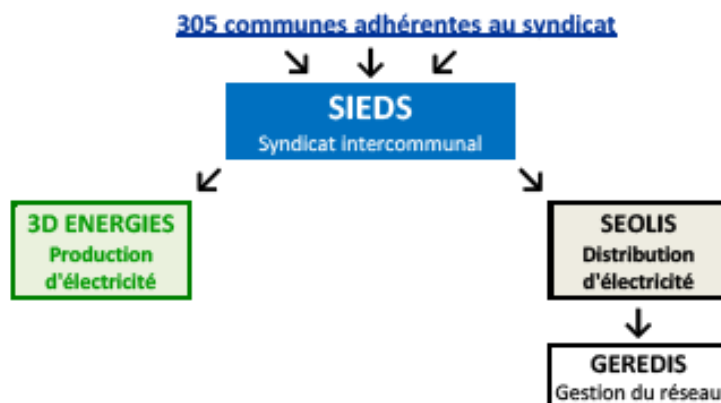 305 communes adhérentes au syndicat
SIEDS
Syndicat intercommunal
3D ENERGIES
Production
d'électricité
SEOLIS
Distribution
d'électricité
GEREDIS
Gestion du réseau